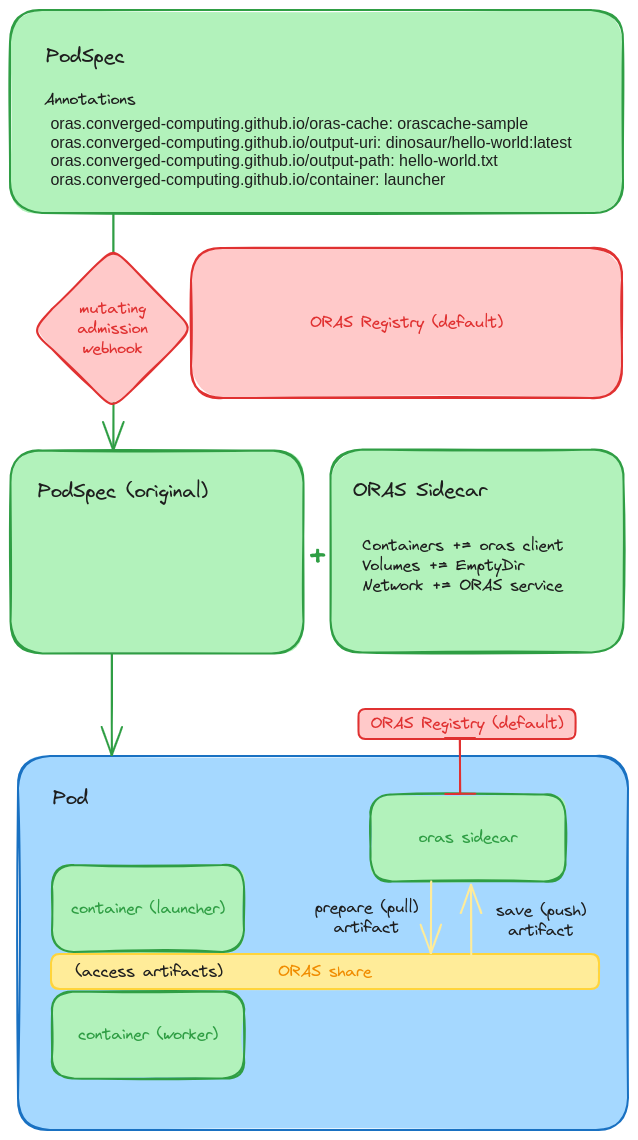 PodSpec
Annotations
oras.converged-computing.github.io/oras-cache: orascache-sample
oras.converged-computing.github.io/output-uri: dinosaur/hello-world:latest
oras.converged-computing.github.io/output-path: hello-world.txt
oras.converged-computing.github.io/container: launcher
mutating
admission
webhook
ORAS Registry (default)
PodSpec (original)
+
ORAS Sidecar
Containers += oras client
Volumes += EmptyDir
Network += ORAS service
ORAS Registry (default)
Pod
oras sidecar
container (launcher)
prepare (pull)
artifact
save (push)
artifact
(access artifacts)
ORAS share
container (worker)